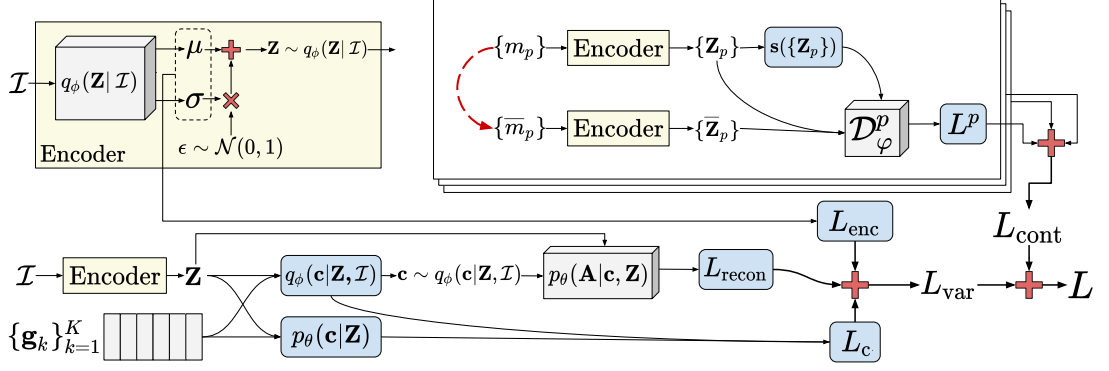 𝓘
q_ϕ(𝐙| 𝓘)
μ
σ
𝐙 ∼ q_ϕ(𝐙| 𝓘)
ϵ ∼ 𝒩(0, 1)
Encoder
{m_p}
Encoder
{𝐙_p}
𝐬({𝐙_p})
{m̅_p}
Encoder
{𝐙̅_p}
𝓓^p_φ
L^p
L_cont
L_enc
𝓘
Encoder
𝐙
q_ϕ(𝐜|𝐙, 𝓘)
𝐜 ∼ q_ϕ(𝐜|𝐙, 𝓘)
p_θ(𝐀|𝐜, 𝐙)
L_recon
L_var
L
{𝐠_k}^K_{k=1}
p_θ(𝐜|𝐙)
L_c